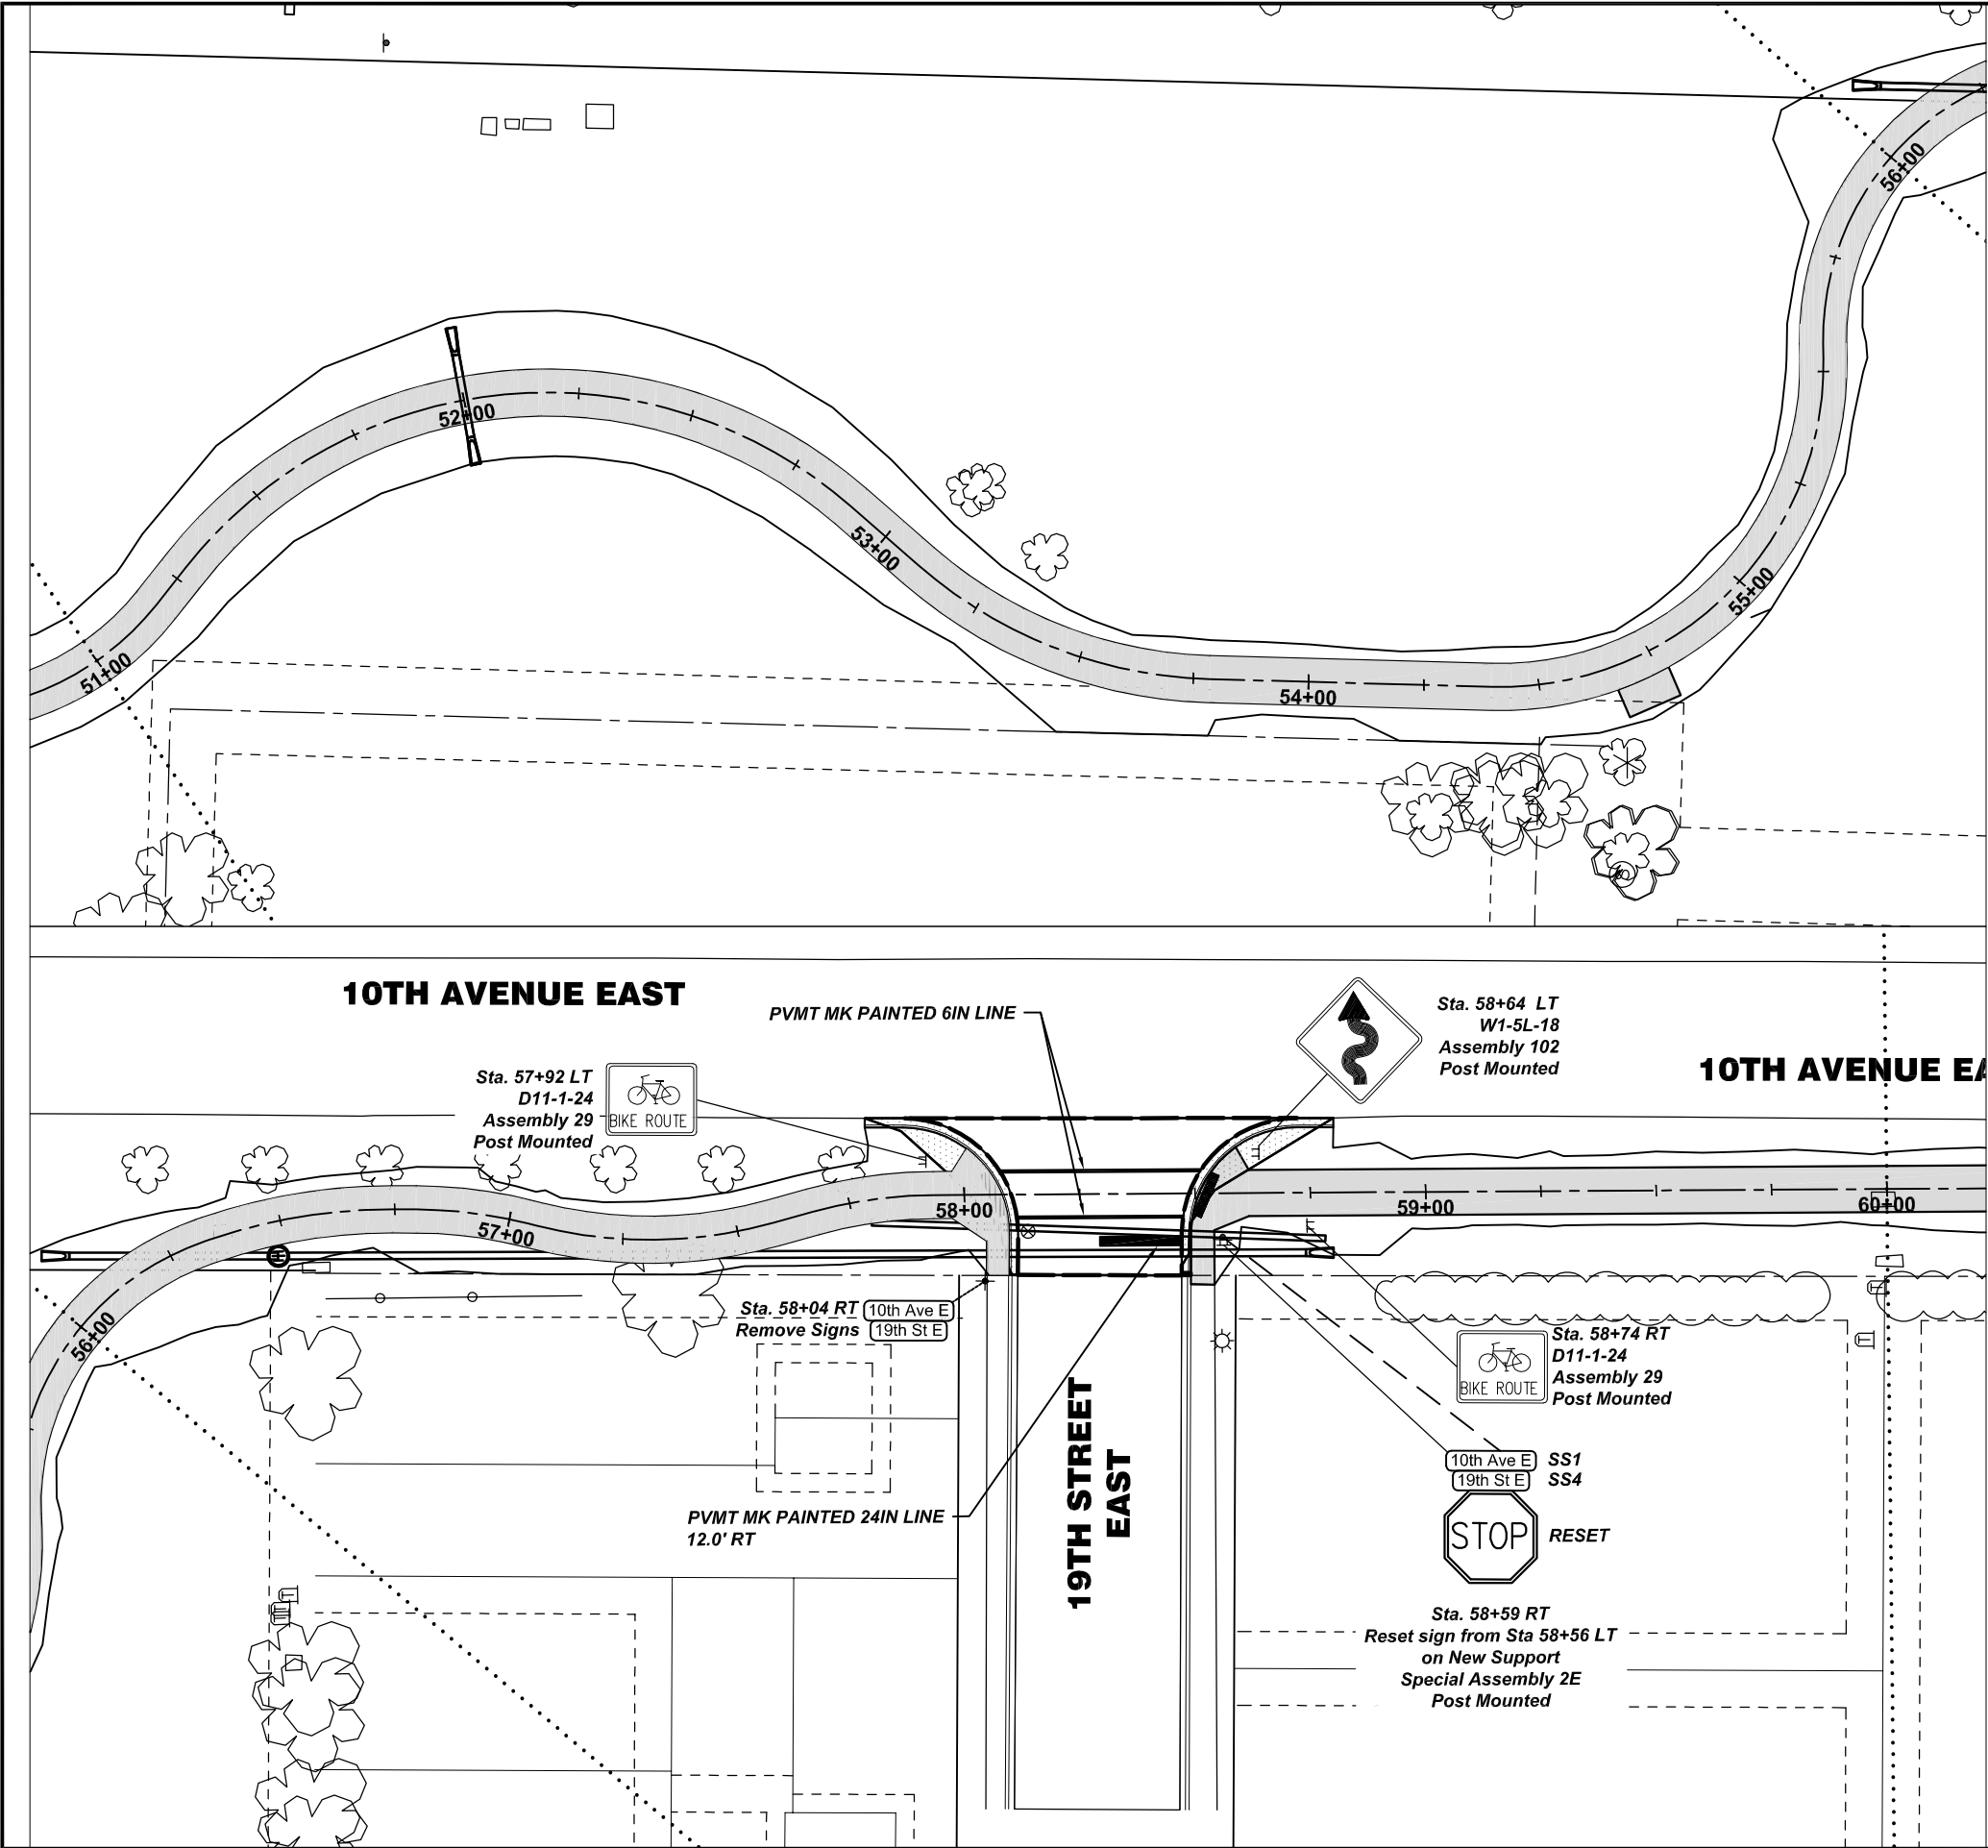 56+00
52+00
53+00
55+00
51+00
54+00
10TH AVENUE EAST
PVMT MK PAINTED 6IN LINE
Sta. 58+64 LT
W1-5L-18
Assembly 102
Post Mounted
10TH AVENUE EA
Sta. 57+92 LT
D11-1-24
Assembly 29
Post Mounted
BIKE ROUTE
58+00
59+00
60+00
57+00
56+00
Sta. 58+04 RT
Remove Signs
10th Ave E
19th St E
Sta. 58+74 RT
D11-1-24
Assembly 29
Post Mounted
BIKE ROUTE
19TH STREET
EAST
10th Ave E SS1
19th St E SS4
STOP RESET
PVMT MK PAINTED 24IN LINE
12.0' RT
Sta. 58+59 RT
Reset sign from Sta 58+56 LT
on New Support
Special Assembly 2E
Post Mounted